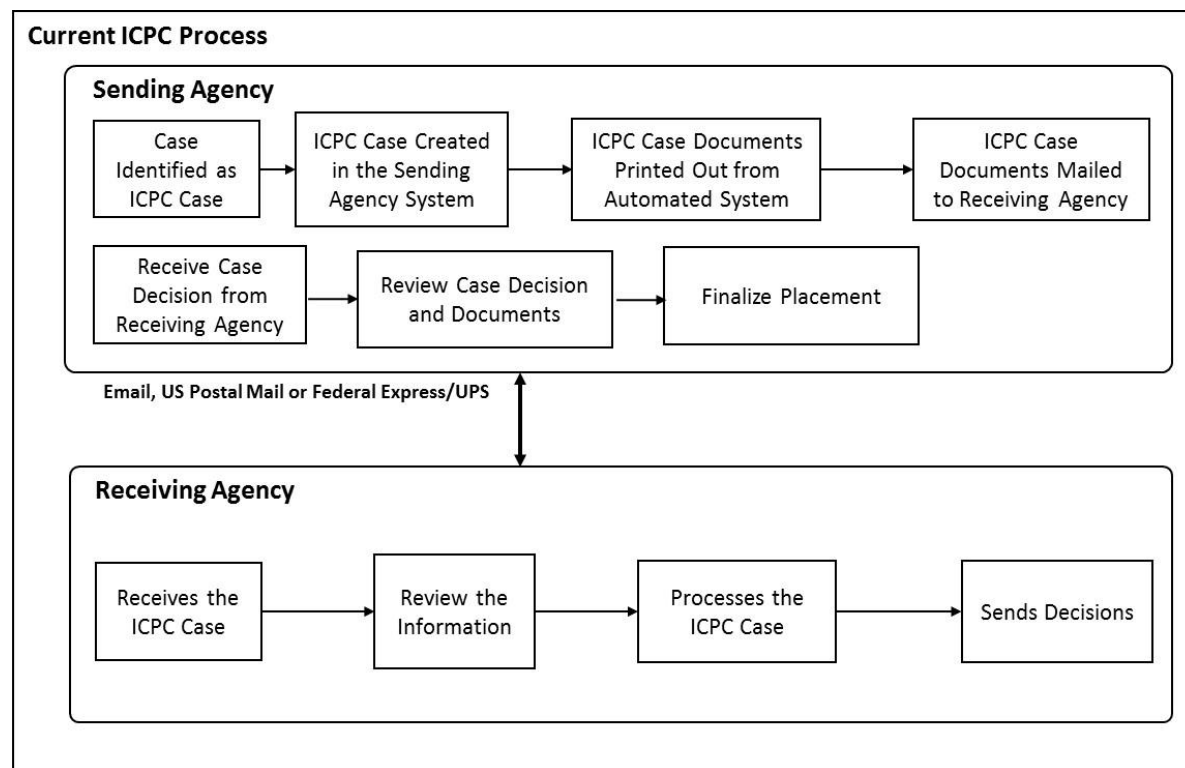 Current ICPC Process
Sending Agency
Case
Identified as
ICPC Case
ICPC Case Created
in the Sending
Agency System
ICPC Case Documents
Printed Out from
Automated System
ICPC Case
Documents Mailed
to Receiving Agency
Receive Case
Decision from
Receiving Agency
Review Case Decision
and Documents
Finalize Placement
Email, US Postal Mail or Federal Express/UPS
Receiving Agency
Receives the
ICPC Case
Review the
Information
Processes the
ICPC Case
Sends Decisions